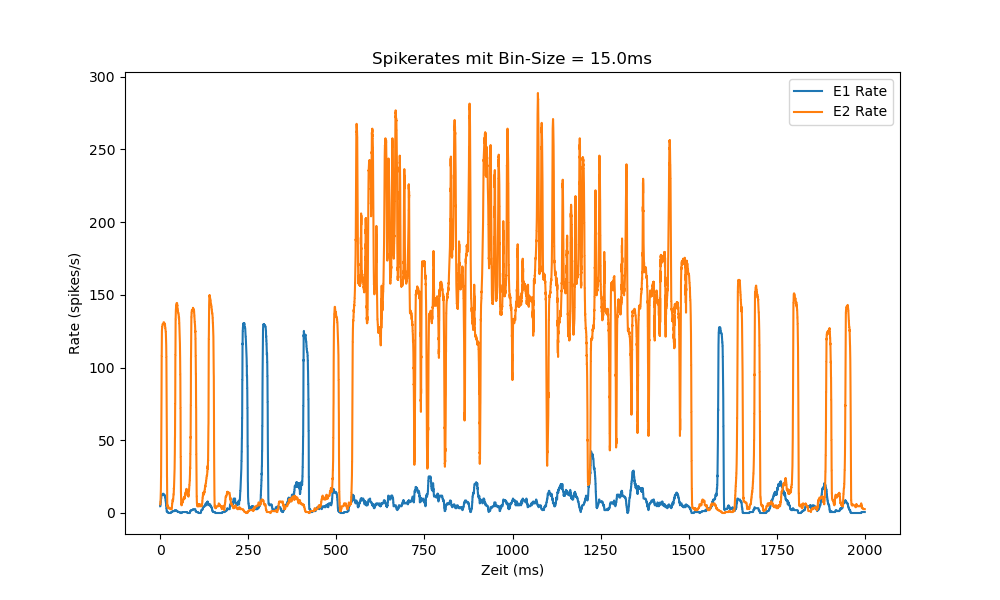 Spikerates mit Bin-Size = 15.0ms
E1 Rate
E2 Rate
300
250
200
150
100
50
0
Rate (spikes/s)
0 250 500 750 1000 1250 1500 1750 2000
Zeit (ms)